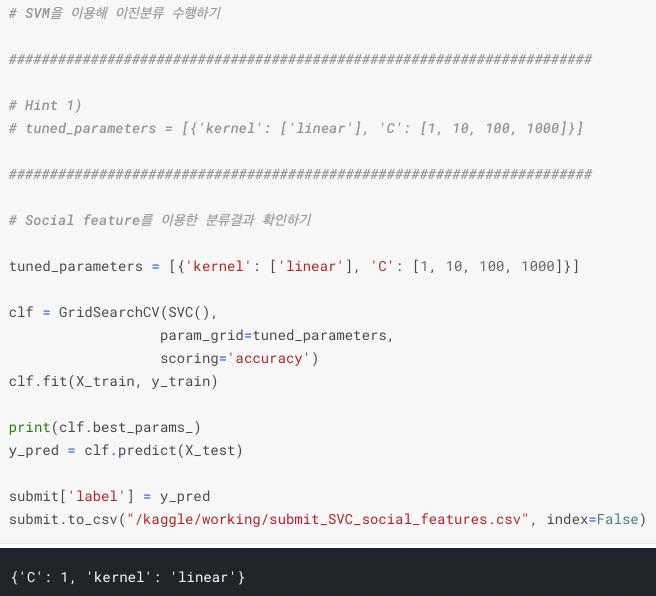 # SVM을 이용해 이진분류 수행하기
#######################################################################
# Hint 1)
# tuned_parameters = [{'kernel': ['linear'], 'C': [1, 10, 100, 1000]}]
#######################################################################
# Social feature를 이용한 분류결과 확인하기
tuned_parameters = [{'kernel': ['linear'], 'C': [1, 10, 100, 1000]}]
clf = GridSearchCV(SVC(),
param_grid=tuned_parameters,
scoring='accuracy')
clf.fit(X_train, y_train)
print(clf.best_params_)
y_pred = clf.predict(X_test)
submit['label'] = y_pred
submit.to_csv("/kaggle/working/submit_SVC_social_features.csv", index=False)
{'C': 1, 'kernel': 'linear'}